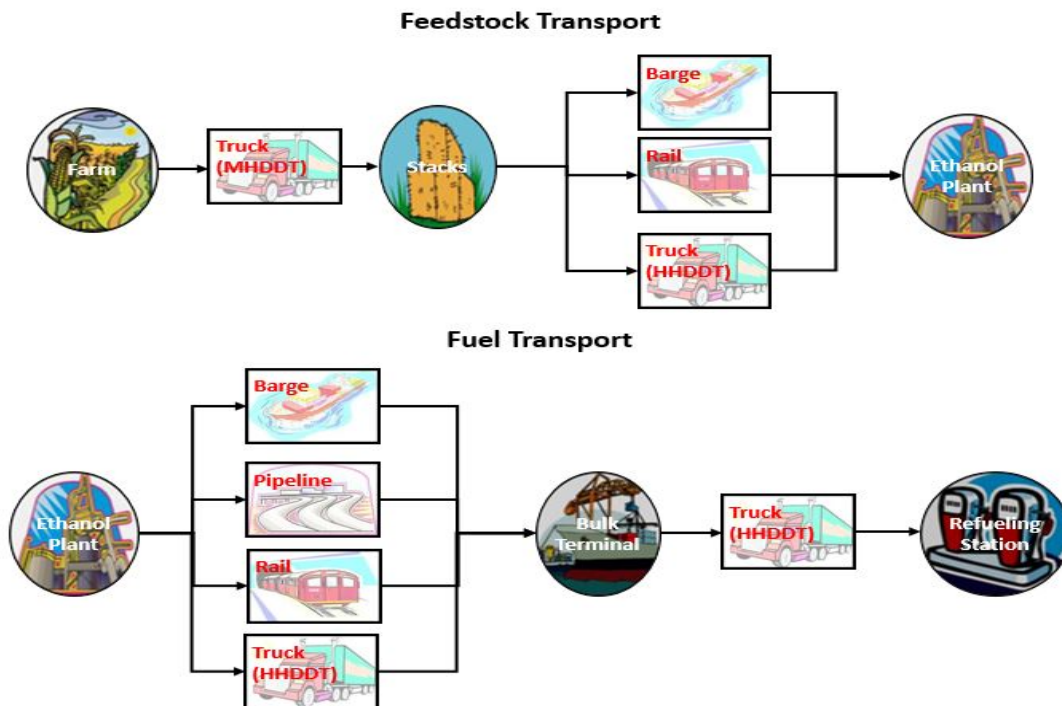 Feedstock Transport
Barge
Farm
Truck
(MHDDT)
Stacks
Rail
Ethanol
Plant
Truck
(HHDDT)
Fuel Transport
Barge
Pipeline
Ethanol
Plant
Rail
Truck
(HHDDT)
Bulk
Terminal
Truck
(HHDDT)
Refueling
Station